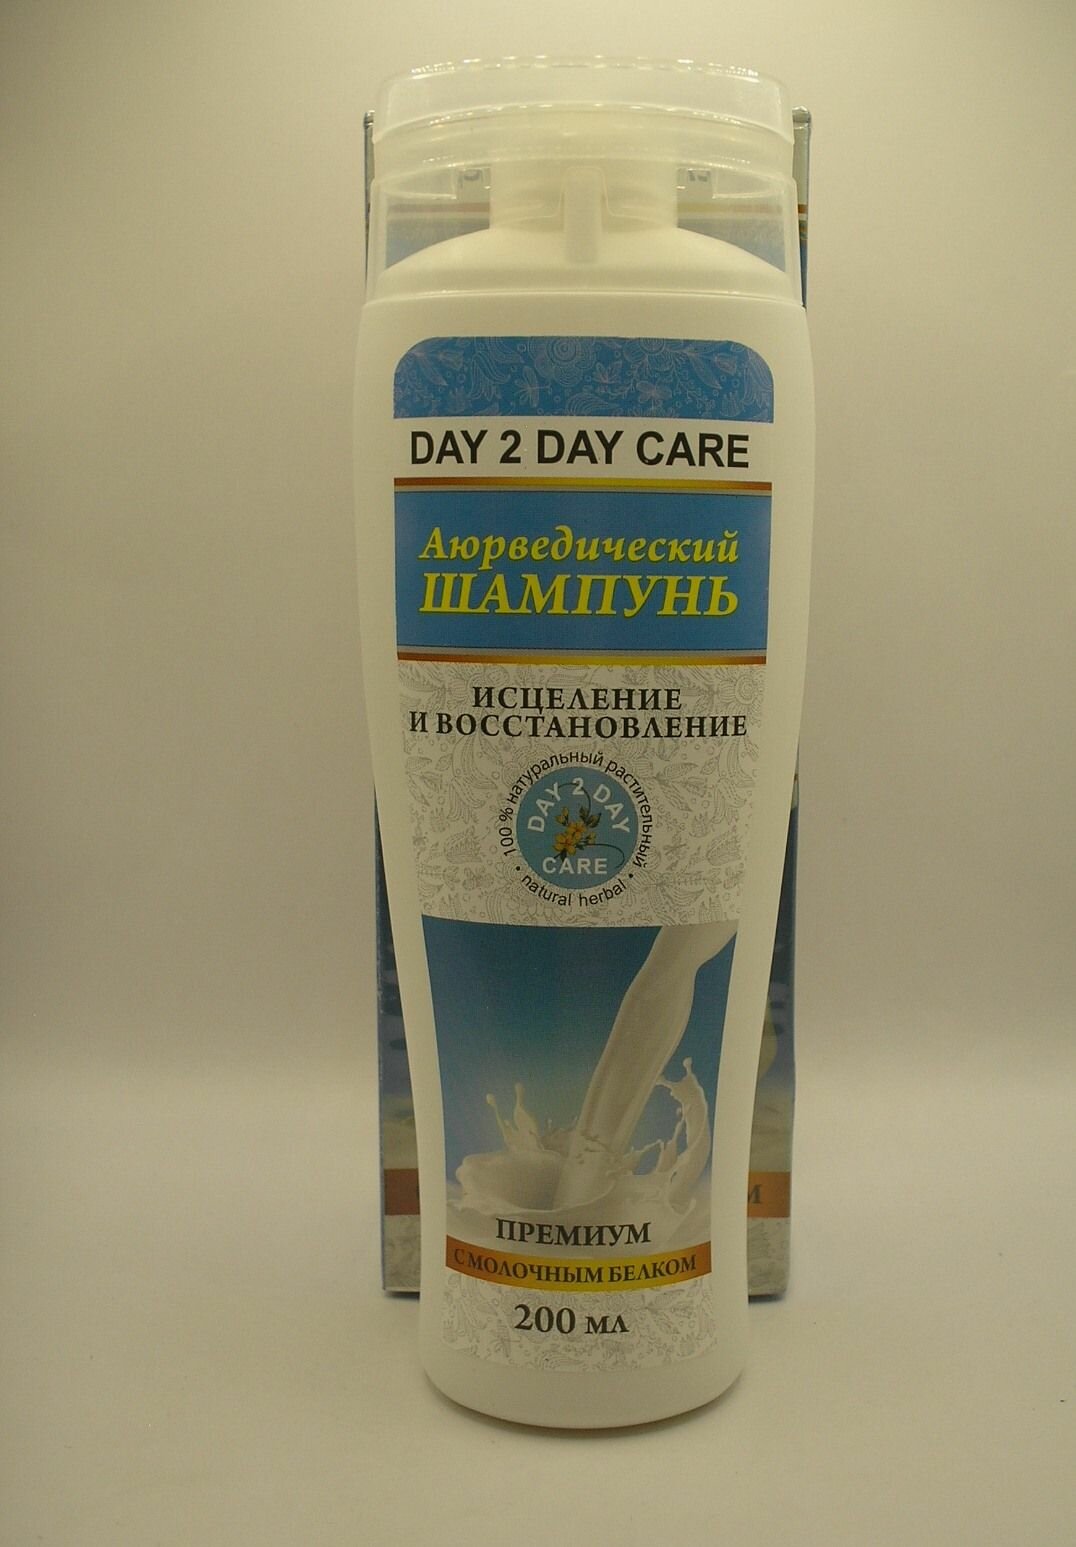 DAY 2 DAY CARE
Аюрведический
ШАМПУНЬ
ИСЦЕЛЕНИЕ
И ВОССТАНОВЛЕНИЕ
100 % натуральный растительный
DAY 2 DAY
CARE
• natural herbal •
ПРЕМИУМ
С МОЛОЧНЫМ БЕЛКОМ
200 мл